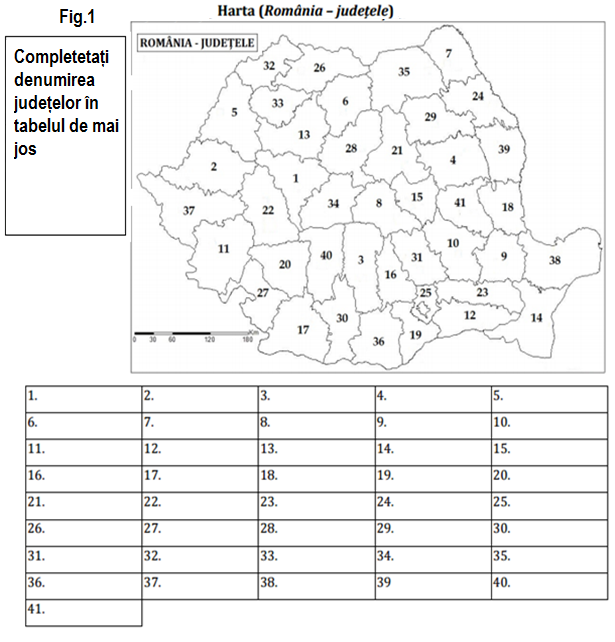 Fig.1
Harta (România – județele)
Completetați
denumirea
județelor în
tabelul de mai
jos
ROMÂNIA - JUDEȚELE
7
32
26
35
24
5
33
6
29
13
28
21
4
39
2
1
37
22
34
8
15
41
18
11
20
40
3
16
31
10
9
38
27
25
23
17
30
36
19
12
14
0 30 60 120 180 Km
1. 2. 3. 4. 5.
6. 7. 8. 9. 10.
11. 12. 13. 14. 15.
16. 17. 18. 19. 20.
21. 22. 23. 24. 25.
26. 27. 28. 29. 30.
31. 32. 33. 34. 35.
36. 37. 38. 39 40.
41.